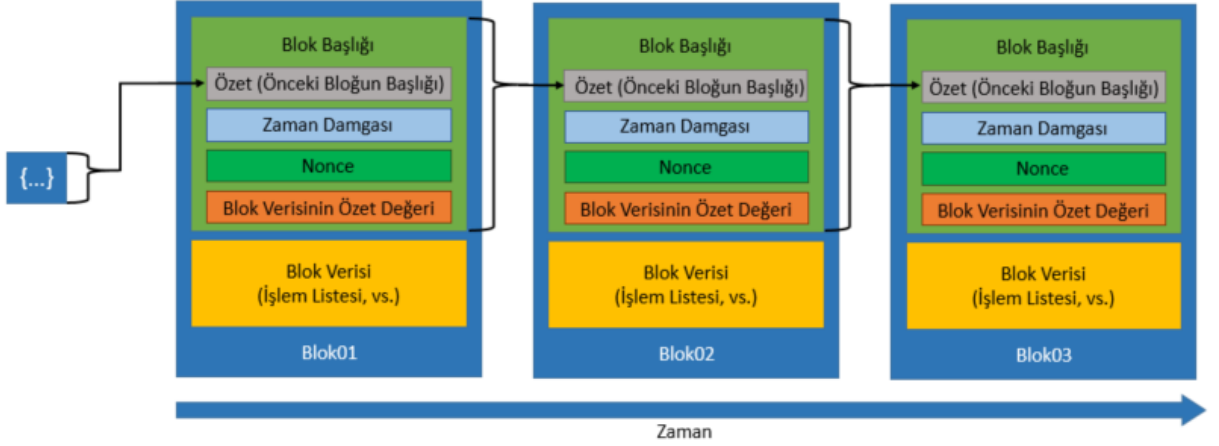 {...}
Blok Başlığı
Özet (Önceki Bloğun Başlığı)
Zaman Damgası
Nonce
Blok Verisinin Özet Değeri
Blok Verisi
(İşlem Listesi, vs.)
Blok01
Blok Başlığı
Özet (Önceki Bloğun Başlığı)
Zaman Damgası
Nonce
Blok Verisinin Özet Değeri
Blok Verisi
(İşlem Listesi, vs.)
Blok02
Blok Başlığı
Özet (Önceki Bloğun Başlığı)
Zaman Damgası
Nonce
Blok Verisinin Özet Değeri
Blok Verisi
(İşlem Listesi, vs.)
Blok03
Zaman